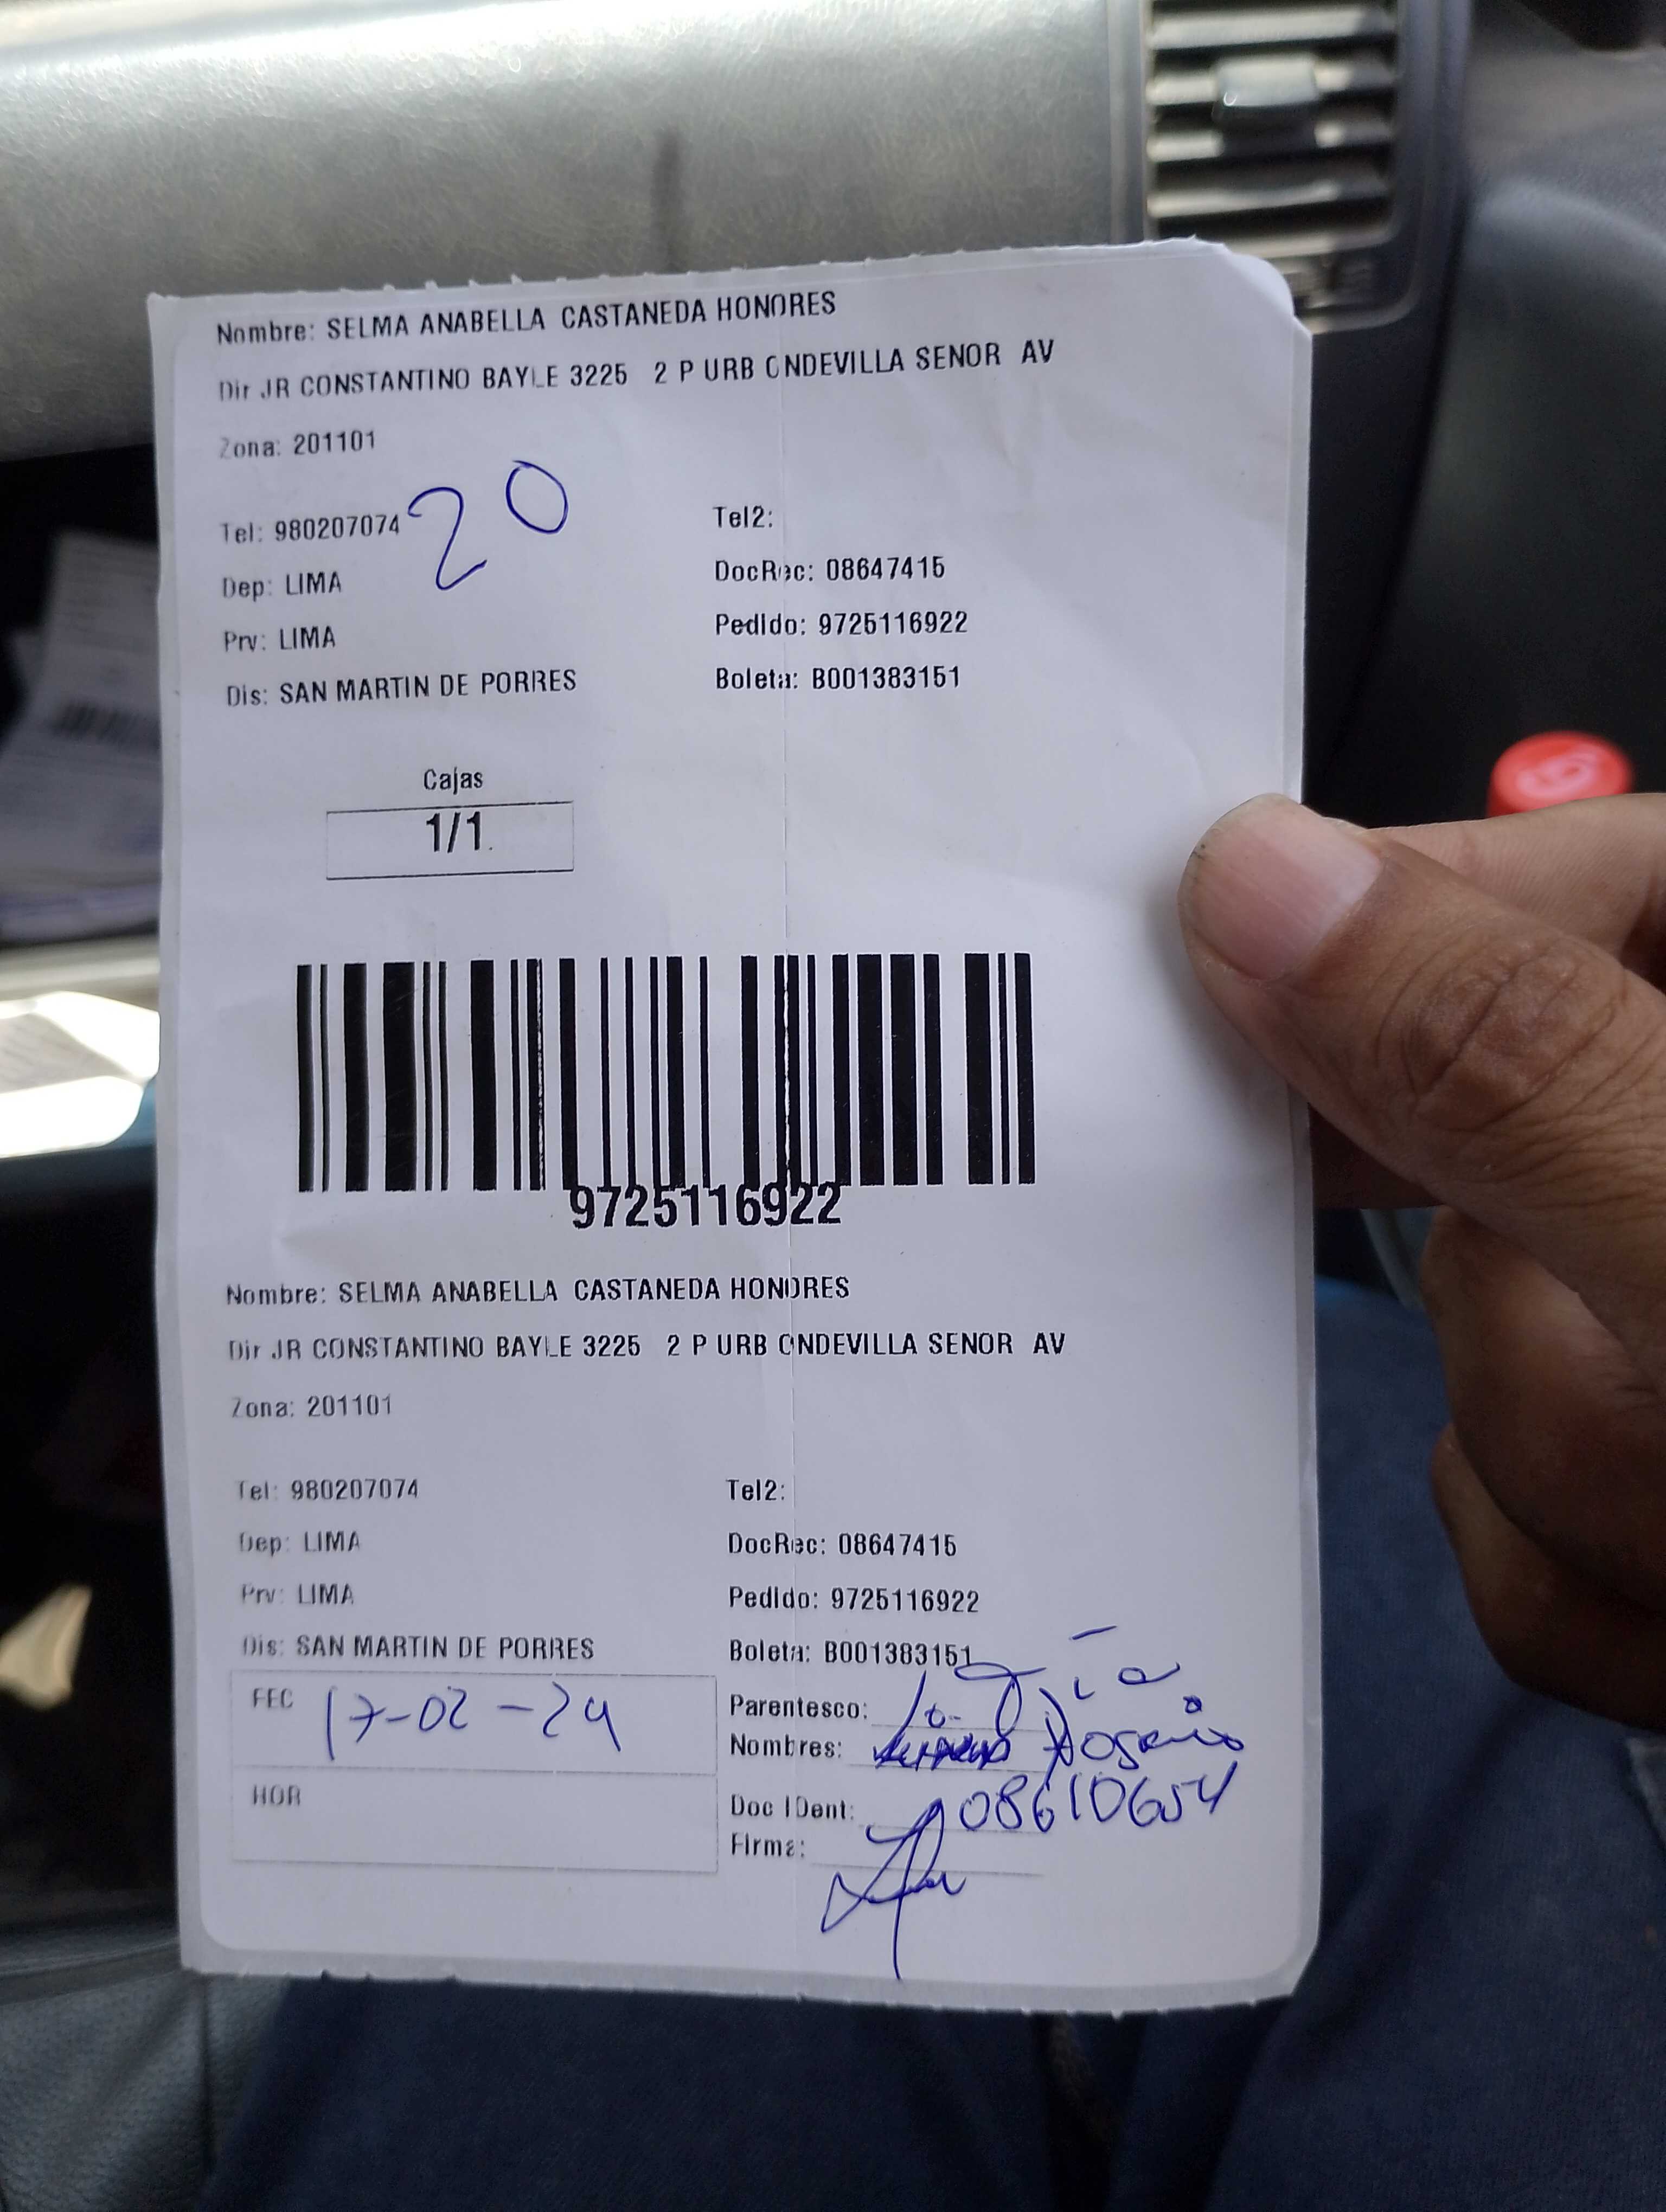 Nombre: SELMA ANABELLA CASTANEDA HONORES
Dir JR CONSTANTINO BAYLE 3225 2 P URB ONDEVILLA SENOR AV
Zona: 201101
20
Tel: 980207074 Tel2:
Dep: LIMA DocRec: 08647415
Prv: LIMA Pedido: 9725116922
Dis: SAN MARTIN DE PORRES Boleta: B001383151
Cajas
1/1
9725116922
Nombre: SELMA ANABELLA CASTANEDA HONORES
Dir JR CONSTANTINO BAYLE 3225 2 P URB ONDEVILLA SENOR AV
Zona: 201101
Tel: 980207074 Tel2:
Dep: LIMA DocRec: 08647415
Prv: LIMA Pedido: 9725116922
Dis: SAN MARTIN DE PORRES Boleta: B001383151
FEC 17-02-24 Parentesco:
Nombres: Rosario
HOR Doc IDent: 08610654
Firma: